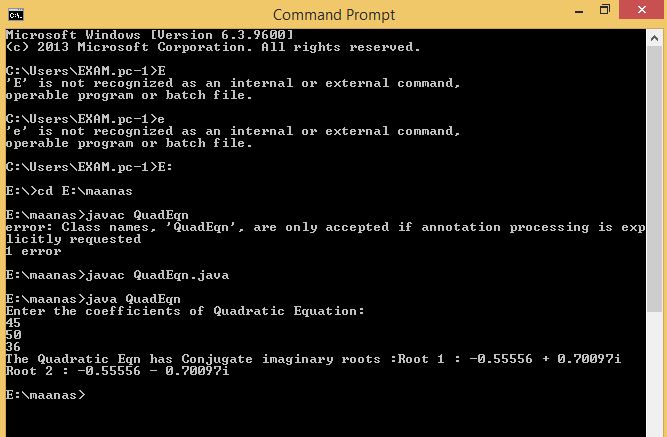 Command Prompt
Microsoft Windows [Version 6.3.9600]
(c) 2013 Microsoft Corporation. All rights reserved.
C:\Users\EXAM.pc-1>E
'E' is not recognized as an internal or external command,
operable program or batch file.
C:\Users\EXAM.pc-1>e
'e' is not recognized as an internal or external command,
operable program or batch file.
C:\Users\EXAM.pc-1>E:
E:\>cd E:\maanas
E:\maanas>javac QuadEqn
error: Class names, 'QuadEqn', are only accepted if annotation processing is exp
licitly requested
1 error
E:\maanas>javac QuadEqn.java
E:\maanas>java QuadEqn
Enter the coefficients of Quadratic Equation:
45
50
36
The Quadratic Eqn has Conjugate imaginary roots :Root 1 : -0.55556 + 0.70097i
Root 2 : -0.55556 - 0.70097i
E:\maanas>